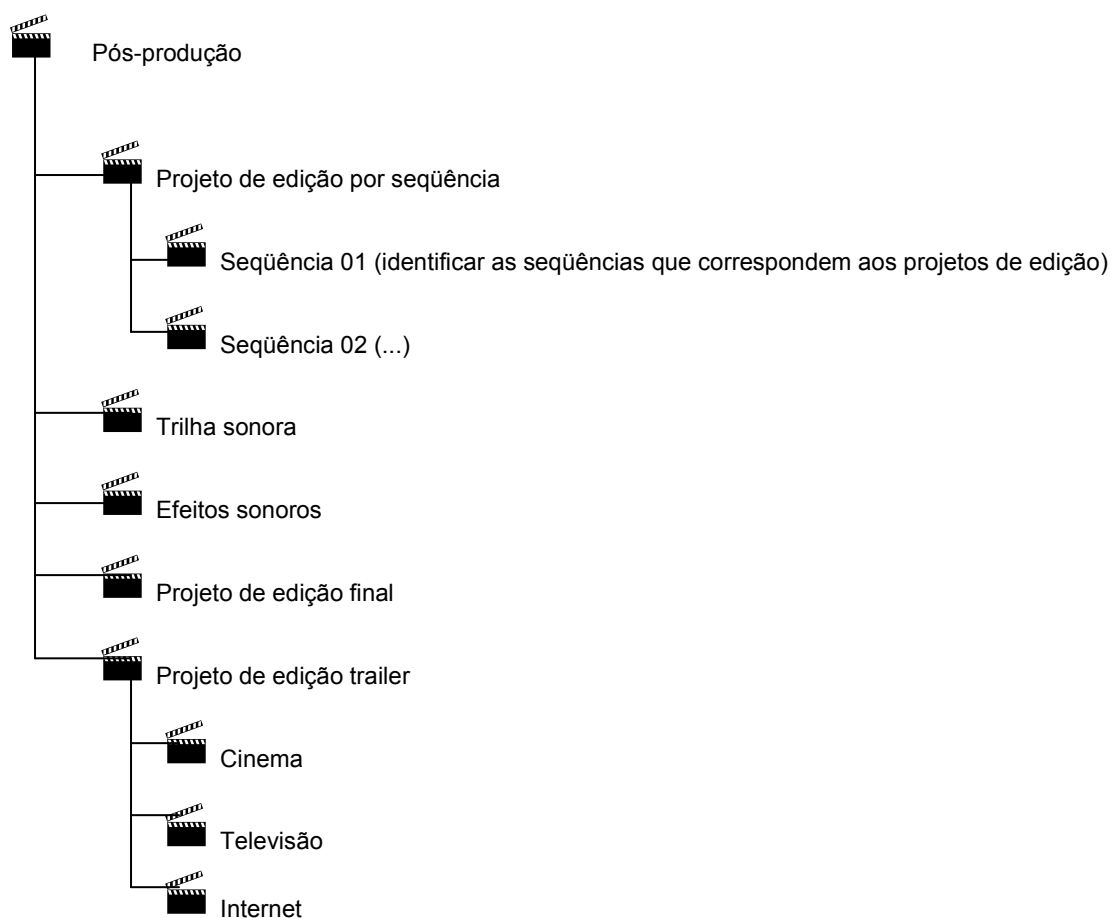 Pós-produção
Projeto de edição por seqüência
Seqüência 01 (identificar as seqüências que correspondem aos projetos de edição)
Seqüência 02 (...)
Trilha sonora
Efeitos sonoros
Projeto de edição final
Projeto de edição trailer
Cinema
Televisão
Internet